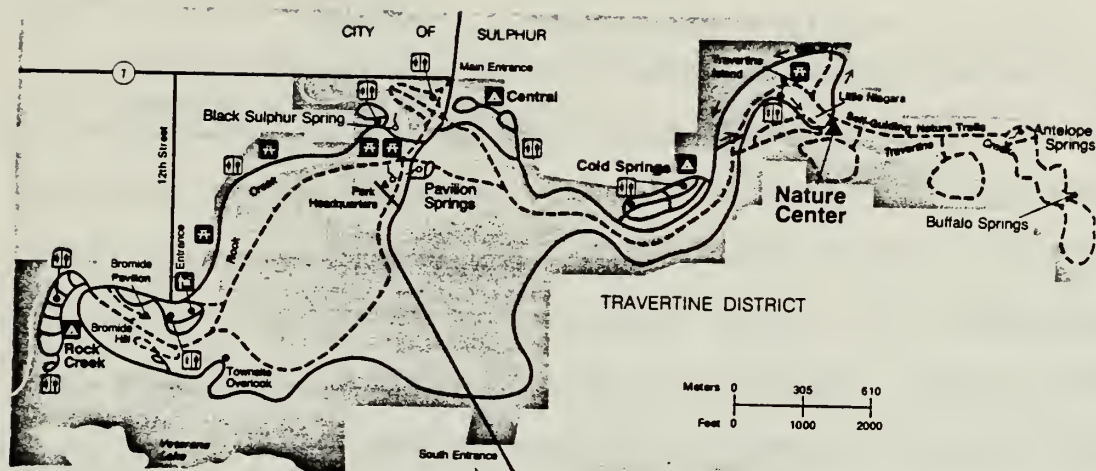 CITY OF SULPHUR
7
Main Entrance
Travertine
Island
Central
Little Niagara
Black Sulphur Spring
Self-Guiding Nature Trails
Antelope
Springs
12th Street
Travertine
Creek
Cold Springs
Creek
Pavilion
Springs
Park
Headquarters
Nature
Center
Buffalo Springs
Entrance
Rock
Bromide
Pavilion
TRAVERTINE DISTRICT
Bromide
Hill
Rock
Creek
Townsite
Overlook
Meters 0 305 610
Feet 0 1000 2000
Veterans
Lake
South Entrance